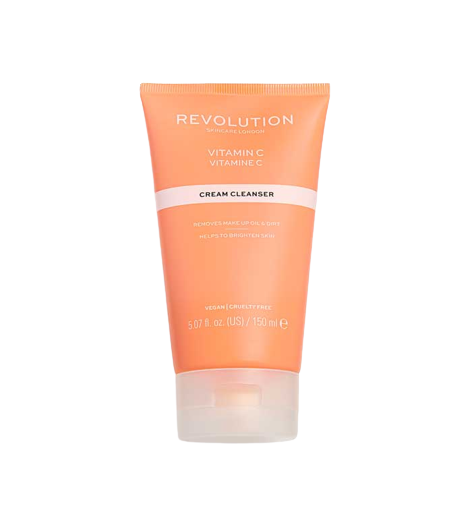 REVOLUTION
SKINCARE LONDON
VITAMIN C
VITAMINE C
CREAM CLEANSER
REMOVES MAKE UP, OIL & DIRT
HELPS TO BRIGHTEN SKIN
VEGAN | CRUELTY FREE
5.07 fl. oz. (US) / 150 ml ℮